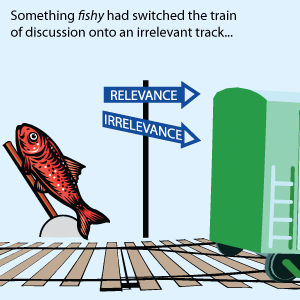 Something fishy had switched the train
of discussion onto an irrelevant track...
RELEVANCE
IRRELEVANCE